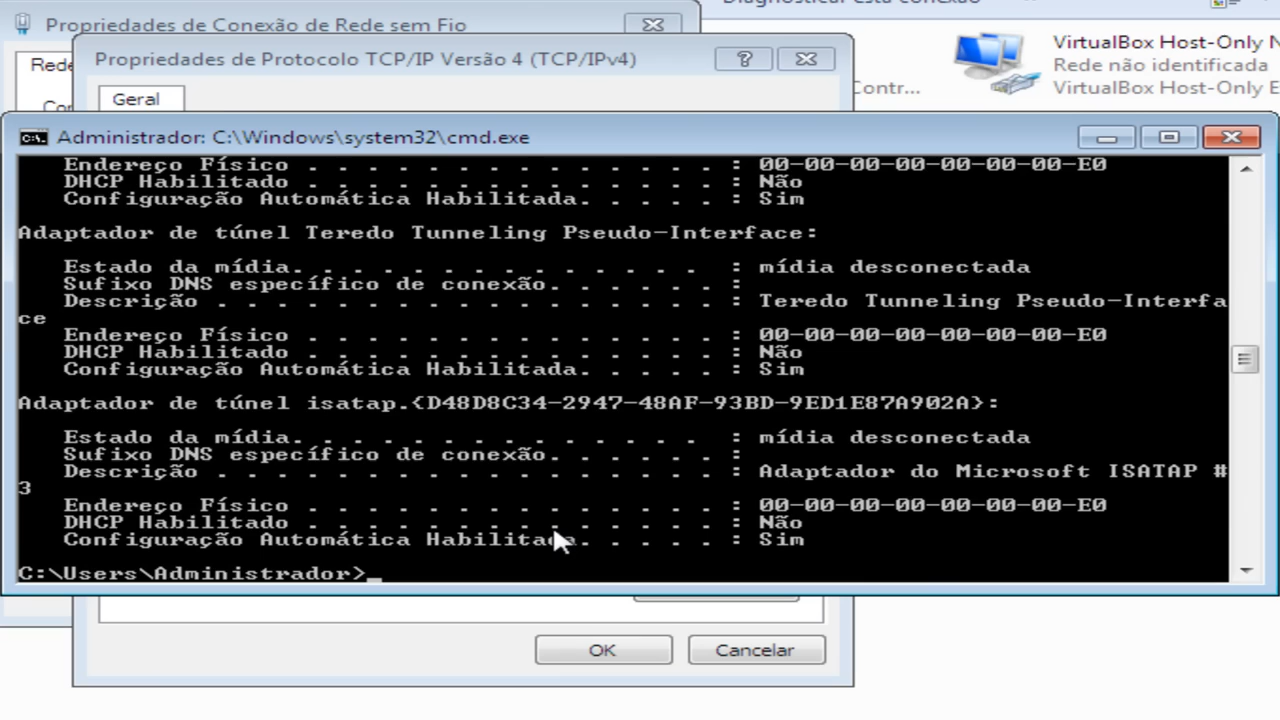 Diagnosticar esta conexão
Propriedades de Conexão de Rede sem Fio
VirtualBox Host-Only N
Rede
Propriedades de Protocolo TCP/IP Versão 4 (TCP/IPv4)
Rede não identificada
Contr...
VirtualBox Host-Only E
Geral
Administrador: C:\Windows\system32\cmd.exe
Endereço Físico . . . . . . . . . . . . . . : 00-00-00-00-00-00-00-E0
DHCP Habilitado . . . . . . . . . . . . . . : Não
Configuração Automática Habilitada. . . . . : Sim
Adaptador de túnel Teredo Tunneling Pseudo-Interface:
Estado da mídia. . . . . . . . . . . . . . : mídia desconectada
Sufixo DNS específico de conexão. . . . . . :
Descrição . . . . . . . . . . . . . . . . . : Teredo Tunneling Pseudo-Interfa
ce
Endereço Físico . . . . . . . . . . . . . . : 00-00-00-00-00-00-00-E0
DHCP Habilitado . . . . . . . . . . . . . . : Não
Configuração Automática Habilitada. . . . . : Sim
Adaptador de túnel isatap.{D48D8C34-2947-48AF-93BD-9ED1E87A902A}:
Estado da mídia. . . . . . . . . . . . . . : mídia desconectada
Sufixo DNS específico de conexão. . . . . . :
Descrição . . . . . . . . . . . . . . . . . : Adaptador do Microsoft ISATAP #
3
Endereço Físico . . . . . . . . . . . . . . : 00-00-00-00-00-00-00-E0
DHCP Habilitado . . . . . . . . . . . . . . : Não
Configuração Automática Habilitada. . . . . : Sim
C:\Users\Administrador>_
OK
Cancelar